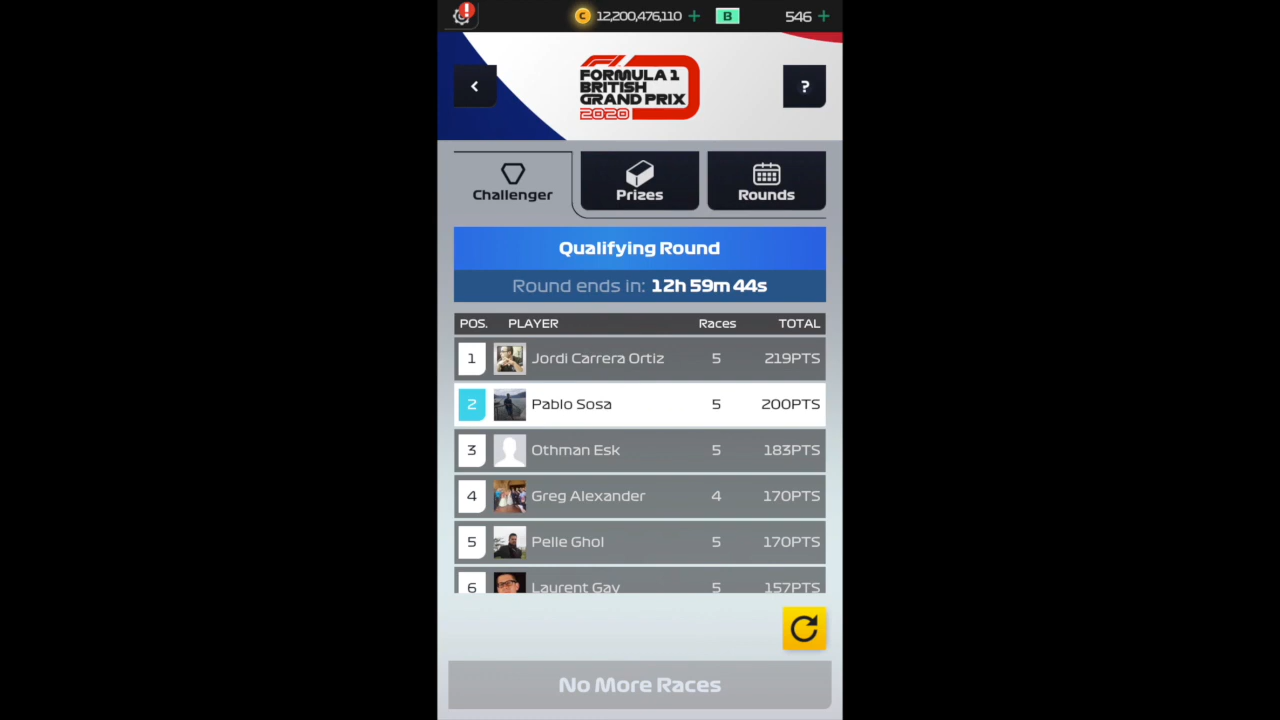 ! C 12,200,476,110 + B 546 +
FORMULA 1
BRITISH
GRAND PRIX
2020
< ?
Challenger Prizes Rounds
Qualifying Round
Round ends in: 12h 59m 44s
POS. PLAYER Races TOTAL
1 Jordi Carrera Ortiz 5 219PTS
2 Pablo Sosa 5 200PTS
3 Othman Esk 5 183PTS
4 Greg Alexander 4 170PTS
5 Pelle Ghol 5 170PTS
6 Laurent Gay 5 157PTS
No More Races